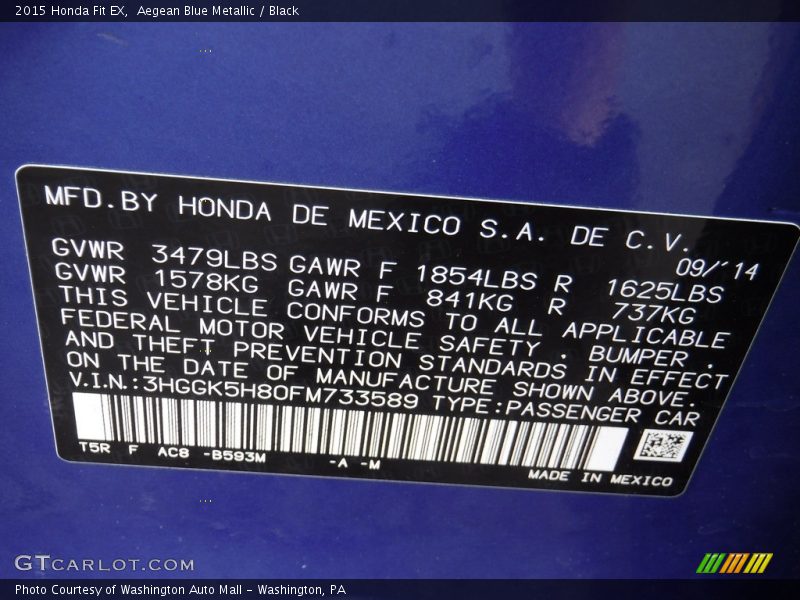 2015 Honda Fit EX,  Aegean Blue Metallic / Black
MFD.BY HONDA DE MEXICO S.A. DE C.V.
09/'14
GVWR 3479LBS GAWR F 1854LBS R 1625LBS
GVWR 1578KG GAWR F 841KG R 737KG
THIS VEHICLE CONFORMS TO ALL APPLICABLE
FEDERAL MOTOR VEHICLE SAFETY . BUMPER .
AND THEFT PREVENTION STANDARDS IN EFFECT
ON THE DATE OF MANUFACTURE SHOWN ABOVE.
V.I.N.:3HGGK5H80FM733589 TYPE:PASSENGER CAR
T5R F AC8 -B593M -A -M
MADE IN MEXICO
GTCARLOT.COM
Photo Courtesy of Washington Auto Mall - Washington, PA